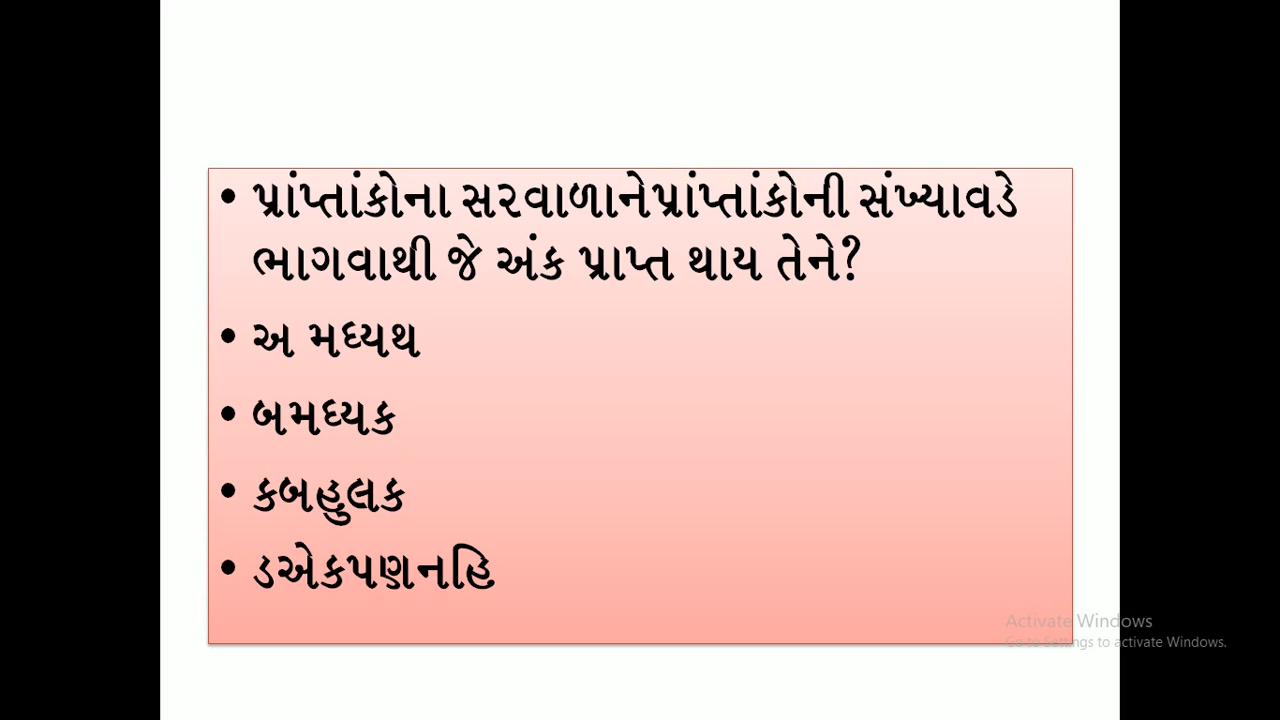 • પ્રાંપ્તાંકોના સરવાળાનેપ્રાંપ્તાંકોની સંખ્યાવડે
ભાગવાથી જે અંક પ્રાપ્ત થાય તેને?
• અ મધ્યથ
• બમધ્યક
• કબહુલક
• ડએકપણનહિ
Activate Windows
Go to Settings to activate Windows.